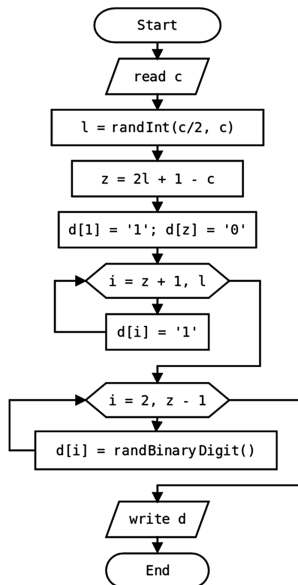 Start
read c
l = randInt(c/2, c)
z = 2l + 1 - c
d[1] = '1'; d[z] = '0'
i = z + 1, l
d[i] = '1'
i = 2, z - 1
d[i] = randBinaryDigit()
write d
End